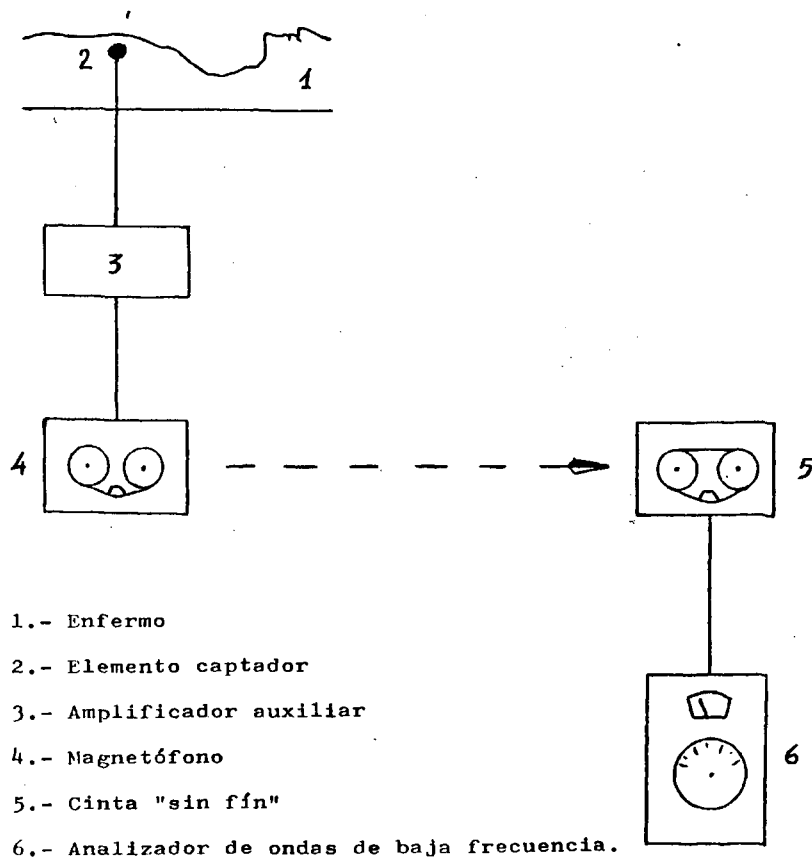 2
1
3
4
5
6
1.- Enfermo
2.- Elemento captador
3.- Amplificador auxiliar
4.- Magnetófono
5.- Cinta "sin fín"
6.- Analizador de ondas de baja frecuencia.